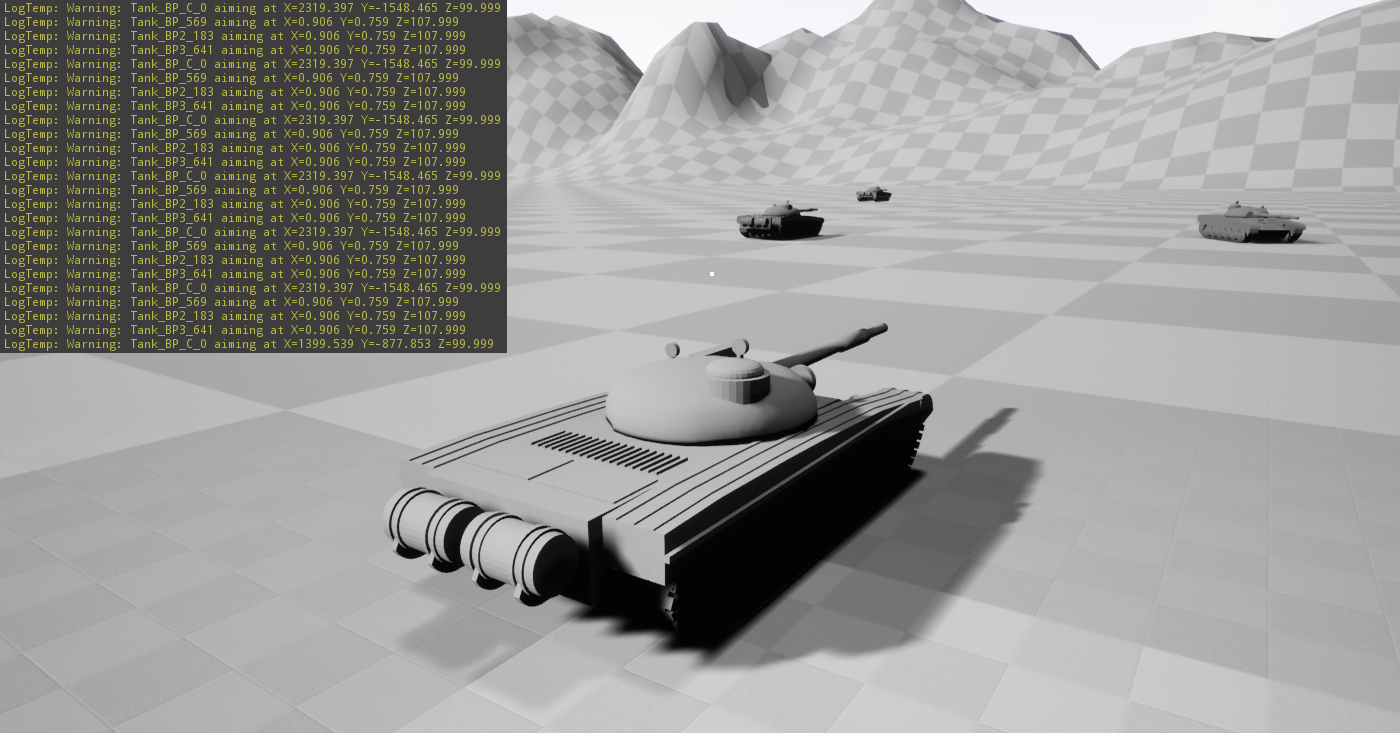 LogTemp: Warning: Tank_BP_C_0 aiming at X=2319.397 Y=-1548.465 Z=99.999
LogTemp: Warning: Tank_BP_569 aiming at X=0.906 Y=0.759 Z=107.999
LogTemp: Warning: Tank_BP2_183 aiming at X=0.906 Y=0.759 Z=107.999
LogTemp: Warning: Tank_BP3_641 aiming at X=0.906 Y=0.759 Z=107.999
LogTemp: Warning: Tank_BP_C_0 aiming at X=2319.397 Y=-1548.465 Z=99.999
LogTemp: Warning: Tank_BP_569 aiming at X=0.906 Y=0.759 Z=107.999
LogTemp: Warning: Tank_BP2_183 aiming at X=0.906 Y=0.759 Z=107.999
LogTemp: Warning: Tank_BP3_641 aiming at X=0.906 Y=0.759 Z=107.999
LogTemp: Warning: Tank_BP_C_0 aiming at X=2319.397 Y=-1548.465 Z=99.999
LogTemp: Warning: Tank_BP_569 aiming at X=0.906 Y=0.759 Z=107.999
LogTemp: Warning: Tank_BP2_183 aiming at X=0.906 Y=0.759 Z=107.999
LogTemp: Warning: Tank_BP3_641 aiming at X=0.906 Y=0.759 Z=107.999
LogTemp: Warning: Tank_BP_C_0 aiming at X=2319.397 Y=-1548.465 Z=99.999
LogTemp: Warning: Tank_BP_569 aiming at X=0.906 Y=0.759 Z=107.999
LogTemp: Warning: Tank_BP2_183 aiming at X=0.906 Y=0.759 Z=107.999
LogTemp: Warning: Tank_BP3_641 aiming at X=0.906 Y=0.759 Z=107.999
LogTemp: Warning: Tank_BP_C_0 aiming at X=2319.397 Y=-1548.465 Z=99.999
LogTemp: Warning: Tank_BP_569 aiming at X=0.906 Y=0.759 Z=107.999
LogTemp: Warning: Tank_BP2_183 aiming at X=0.906 Y=0.759 Z=107.999
LogTemp: Warning: Tank_BP3_641 aiming at X=0.906 Y=0.759 Z=107.999
LogTemp: Warning: Tank_BP_C_0 aiming at X=2319.397 Y=-1548.465 Z=99.999
LogTemp: Warning: Tank_BP_569 aiming at X=0.906 Y=0.759 Z=107.999
LogTemp: Warning: Tank_BP2_183 aiming at X=0.906 Y=0.759 Z=107.999
LogTemp: Warning: Tank_BP3_641 aiming at X=0.906 Y=0.759 Z=107.999
LogTemp: Warning: Tank_BP_C_0 aiming at X=1399.539 Y=-877.853 Z=99.999